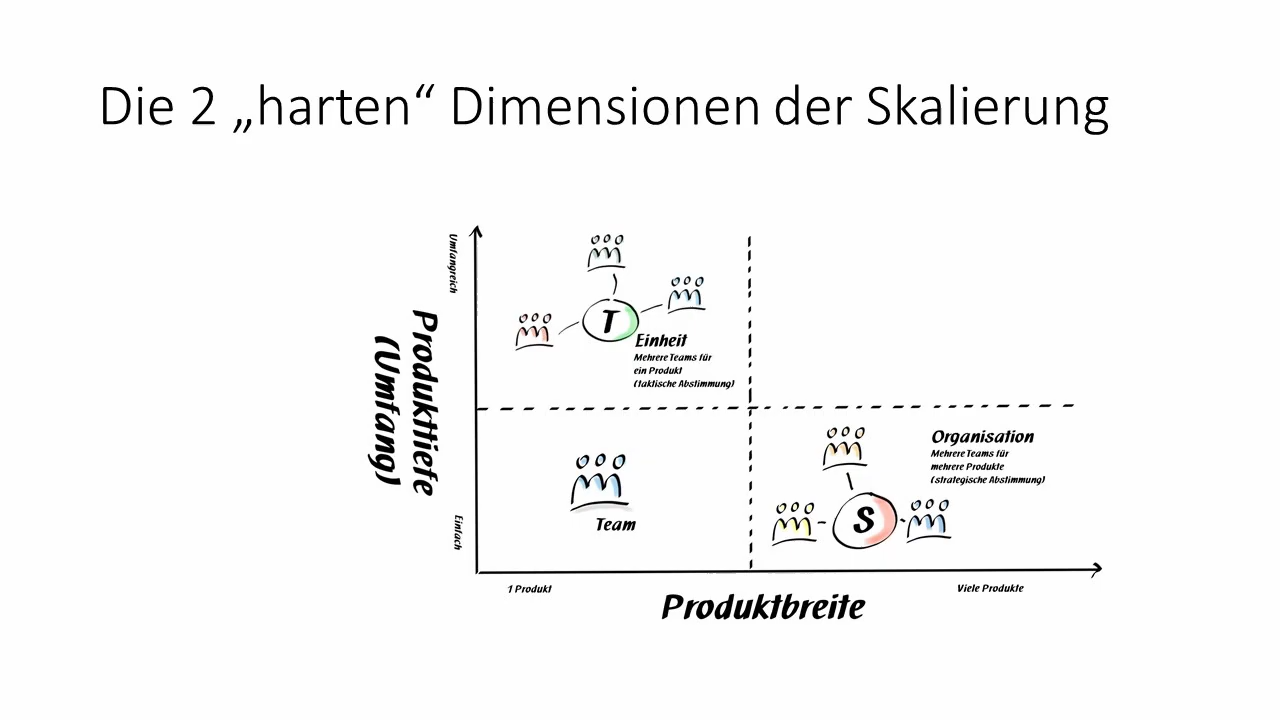 Die 2 „harten“ Dimensionen der Skalierung
Umfangreich
Produkttiefe
(Umfang)
Einfach
T
Einheit
Mehrere Teams für
ein Produkt
(taktische Abstimmung)
Team
Organisation
Mehrere Teams für
mehrere Produkte
(strategische Abstimmung)
S
1 Produkt
Viele Produkte
Produktbreite